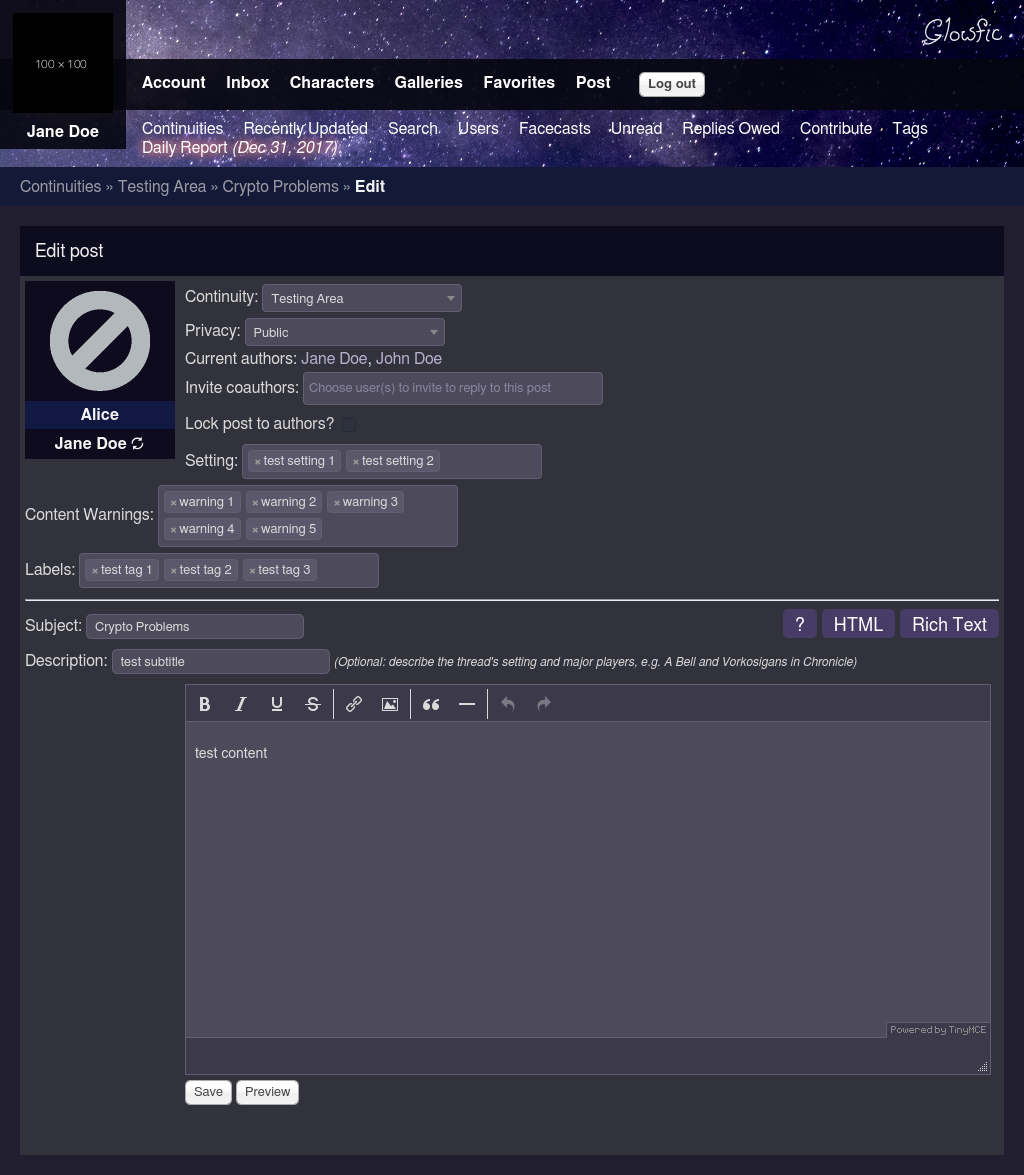 100 × 100
Glowfic
Account Inbox Characters Galleries Favorites Post Log out
Jane Doe
Continuities Recently Updated Search Users Facecasts Unread Replies Owed Contribute Tags
Daily Report (Dec 31, 2017)
Continuities » Testing Area » Crypto Problems » Edit
Edit post
Continuity: Testing Area
Privacy: Public
Current authors: Jane Doe, John Doe
Invite coauthors: Choose user(s) to invite to reply to this post
Alice
Lock post to authors?
Jane Doe
Setting: × test setting 1 × test setting 2
Content Warnings: × warning 1 × warning 2 × warning 3
× warning 4 × warning 5
Labels: × test tag 1 × test tag 2 × test tag 3
Subject: Crypto Problems
? HTML Rich Text
Description: test subtitle (Optional: describe the thread's setting and major players, e.g. A Bell and Vorkosigans in Chronicle)
B I U S
test content
Powered by TinyMCE
Save Preview